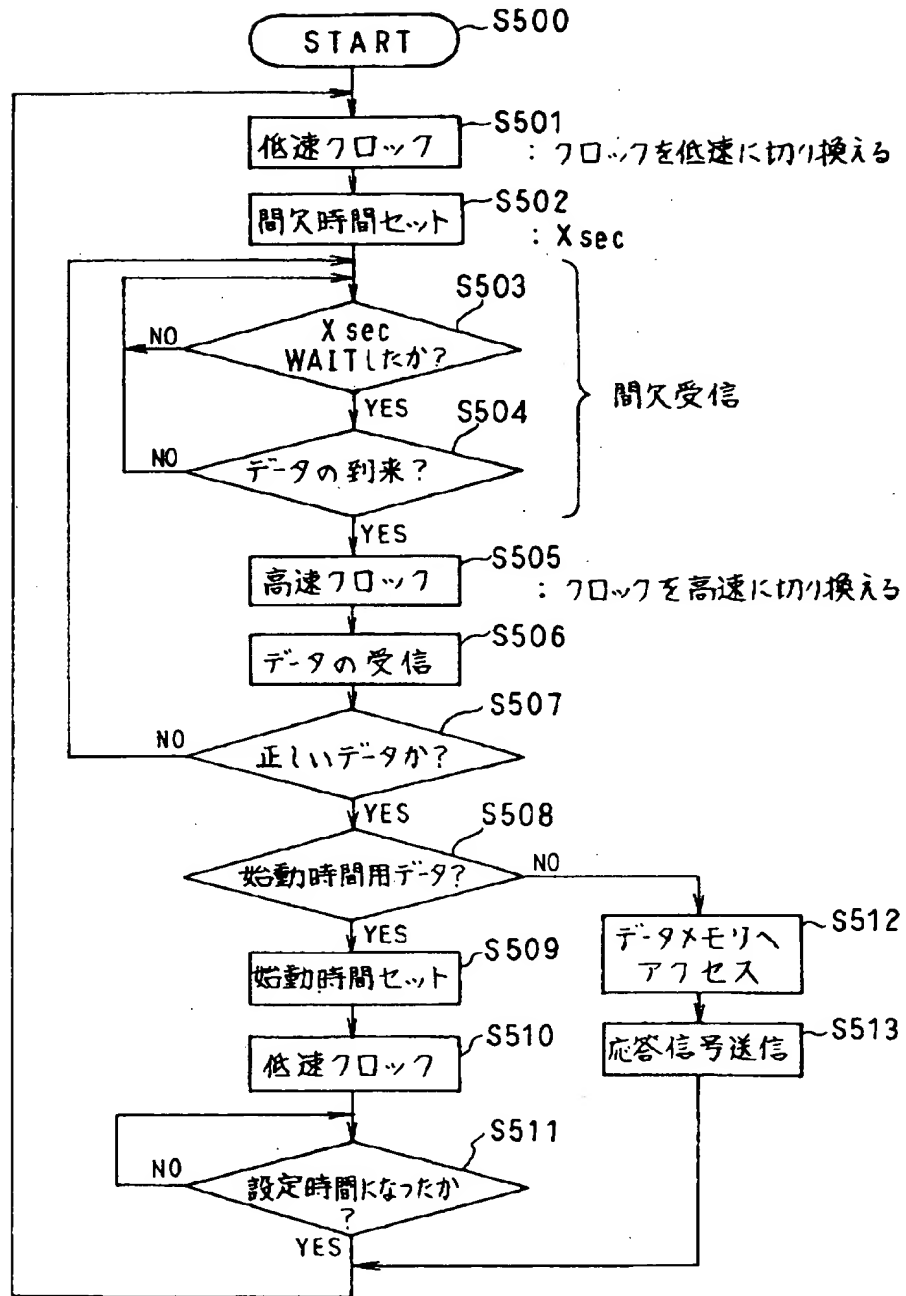 START
S500
低速クロック
S501
: クロックを低速に切り換える
間欠時間セット
S502
: X sec
X sec
WAITしたか?
S503
NO
YES
間欠受信
データの到来?
S504
NO
YES
高速クロック
S505
: クロックを高速に切り換える
データの受信
S506
正しいデータか?
S507
NO
YES
始動時間用データ?
S508
NO
YES
始動時間セット
S509
データメモリへ
アクセス
S512
低速クロック
S510
応答信号送信
S513
設定時間になったか
?
S511
NO
YES